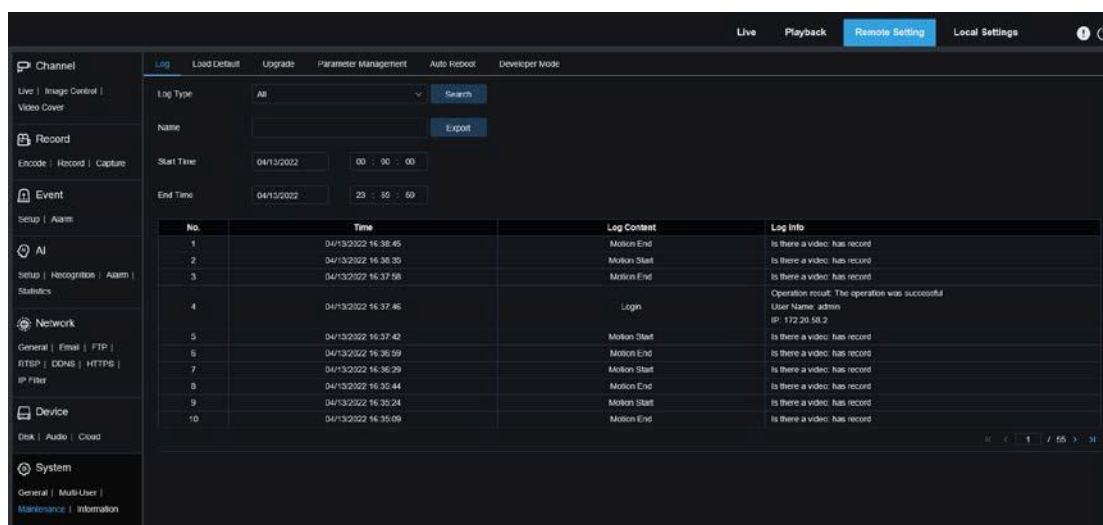 Live Playback Remote Setting Local Settings
Channel
Live | Image Control |
Video Cover
Record
Encode | Record | Capture
Event
Setup | Alarm
AI
Setup | Recognition | Alarm |
Statistics
Network
General | Email | FTP |
RTSP | DDNS | HTTPS |
IP Filter
Device
Disk | Audio | Cloud
System
General | Multi-User |
Maintenance | Information
Log Load Default Upgrade Parameter Management Auto Reboot Developer Mode
Log Type All Search
Name Export
Start Time 04/13/2022 00 : 00 : 00
End Time 04/13/2022 23 : 59 : 59
No. Time Log Content Log Info
1 04/13/2022 16:38:45 Motion End Is there a video: has record
2 04/13/2022 16:38:35 Motion Start Is there a video: has record
3 04/13/2022 16:37:58 Motion End Is there a video: has record
4 04/13/2022 16:37:46 Login Operation result: The operation was successful
User Name: admin
IP: 172.20.58.2
5 04/13/2022 16:37:42 Motion Start Is there a video: has record
6 04/13/2022 16:36:59 Motion End Is there a video: has record
7 04/13/2022 16:36:29 Motion Start Is there a video: has record
8 04/13/2022 16:35:44 Motion End Is there a video: has record
9 04/13/2022 16:35:24 Motion Start Is there a video: has record
10 04/13/2022 16:35:09 Motion End Is there a video: has record
1 / 55